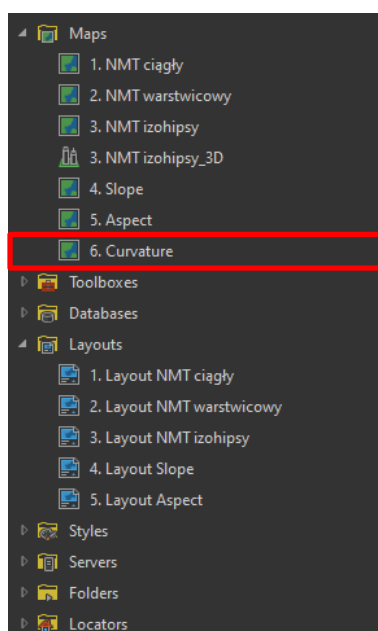 Maps
1. NMT ciągły
2. NMT warstwicowy
3. NMT izohipsy
3. NMT izohipsy_3D
4. Slope
5. Aspect
6. Curvature
Toolboxes
Databases
Layouts
1. Layout NMT ciągły
2. Layout NMT warstwicowy
3. Layout NMT izohipsy
4. Layout Slope
5. Layout Aspect
Styles
Servers
Folders
Locators